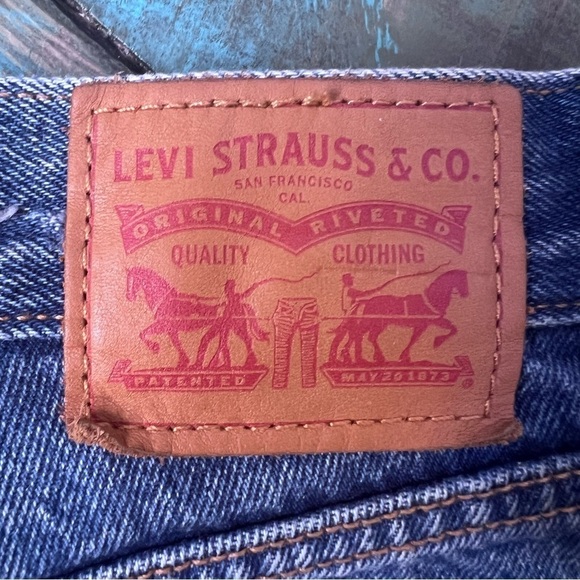 LEVI STRAUSS & CO.
SAN FRANCISCO
CAL.
ORIGINAL RIVETED
QUALITY CLOTHING
PATENTED MAY 20 1873 ®